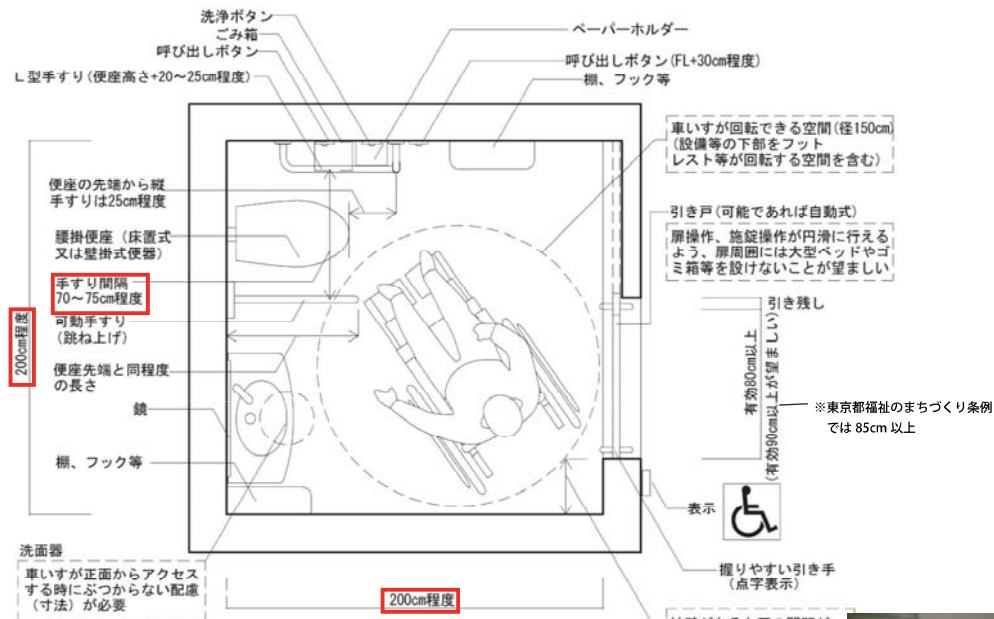 洗浄ボタン
ごみ箱
呼び出しボタン
L型手すり(便座高さ+20～25cm程度)
ペーパーホルダー
呼び出しボタン(FL+30cm程度)
棚、フック等
車いすが回転できる空間(径150cm)
(設備等の下部をフット
レスト等が回転する空間を含む)
便座の先端から縦
手すりは25cm程度
腰掛便座(床置式
又は壁掛式便器)
手すり間隔
70～75cm程度
可動手すり
(跳ね上げ)
200cm程度
便座先端と同程度
の長さ
鏡
棚、フック等
引き戸(可能であれば自動式)
扉操作、施錠操作が円滑に行える
よう、扉周囲には大型ベッドやゴ
ミ箱等を設けないことが望ましい
引き残し
有効80cm以上
(有効90cm以上が望ましい)
※東京都福祉のまちづくり条例
では 85cm 以上
表示
握りやすい引き手
(点字表示)
洗面器
車いすが正面からアクセス
する時にぶつからない配慮
(寸法)が必要
200cm程度